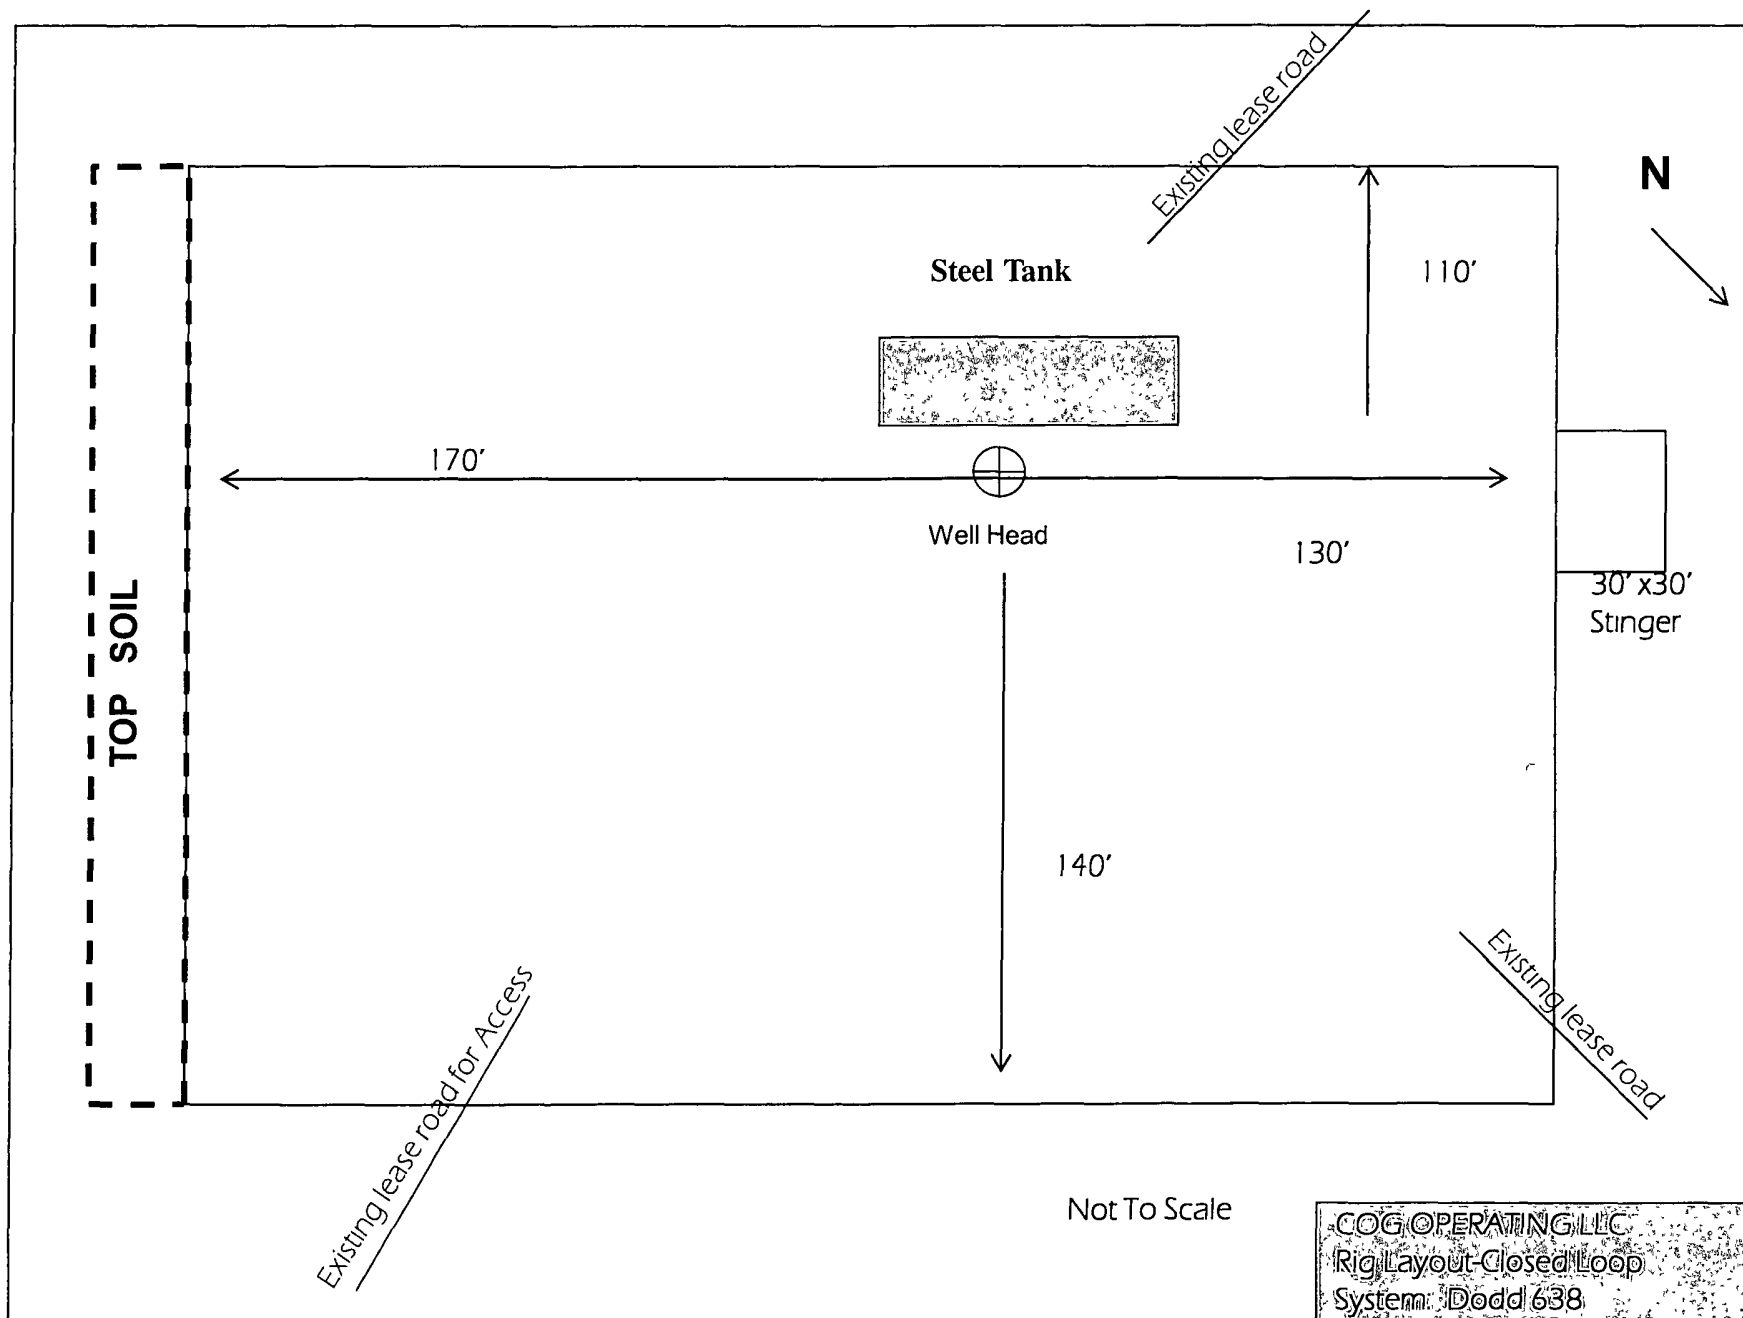 Existing lease road
N
Steel Tank
110'
170'
Well Head
130'
30' x30'
Stinger
TOP SOIL
140'
Existing lease road
Existing lease road for Access
Not To Scale
COG OPERATING LLC
Rig Layout-Closed Loop
System: Dodd 638